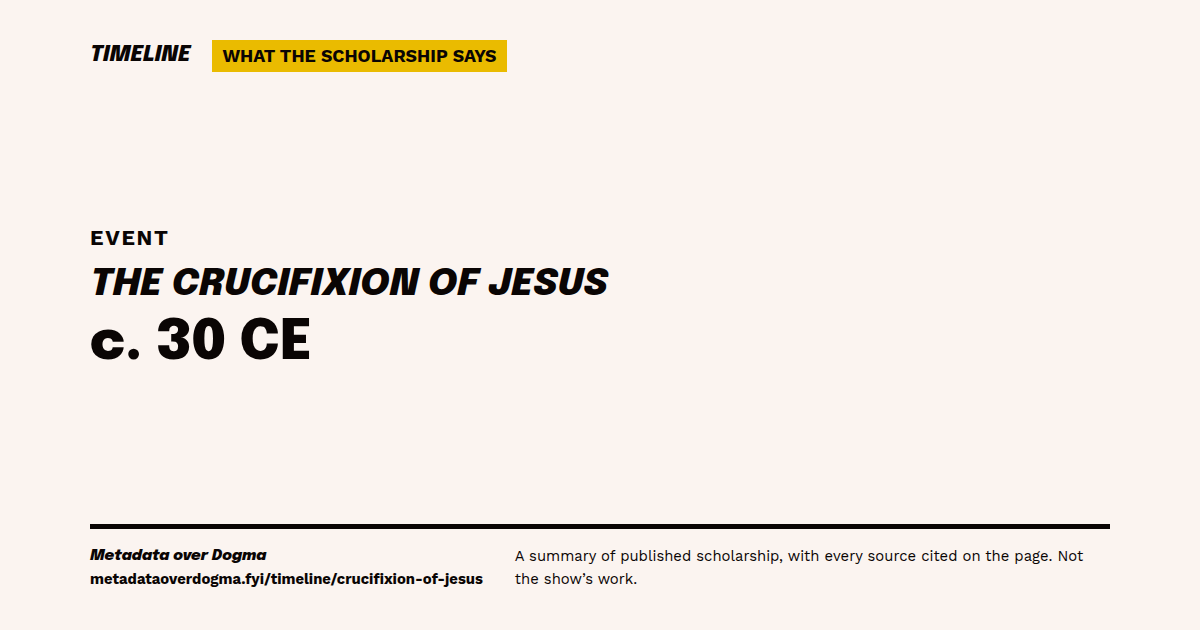 TIMELINE
WHAT THE SCHOLARSHIP SAYS
EVENT
THE CRUCIFIXION OF JESUS
c. 30 CE
Metadata over Dogma
metadataoverdogma.fyi/timeline/crucifixion-of-jesus
A summary of published scholarship, with every source cited on the page. Not
the show’s work.